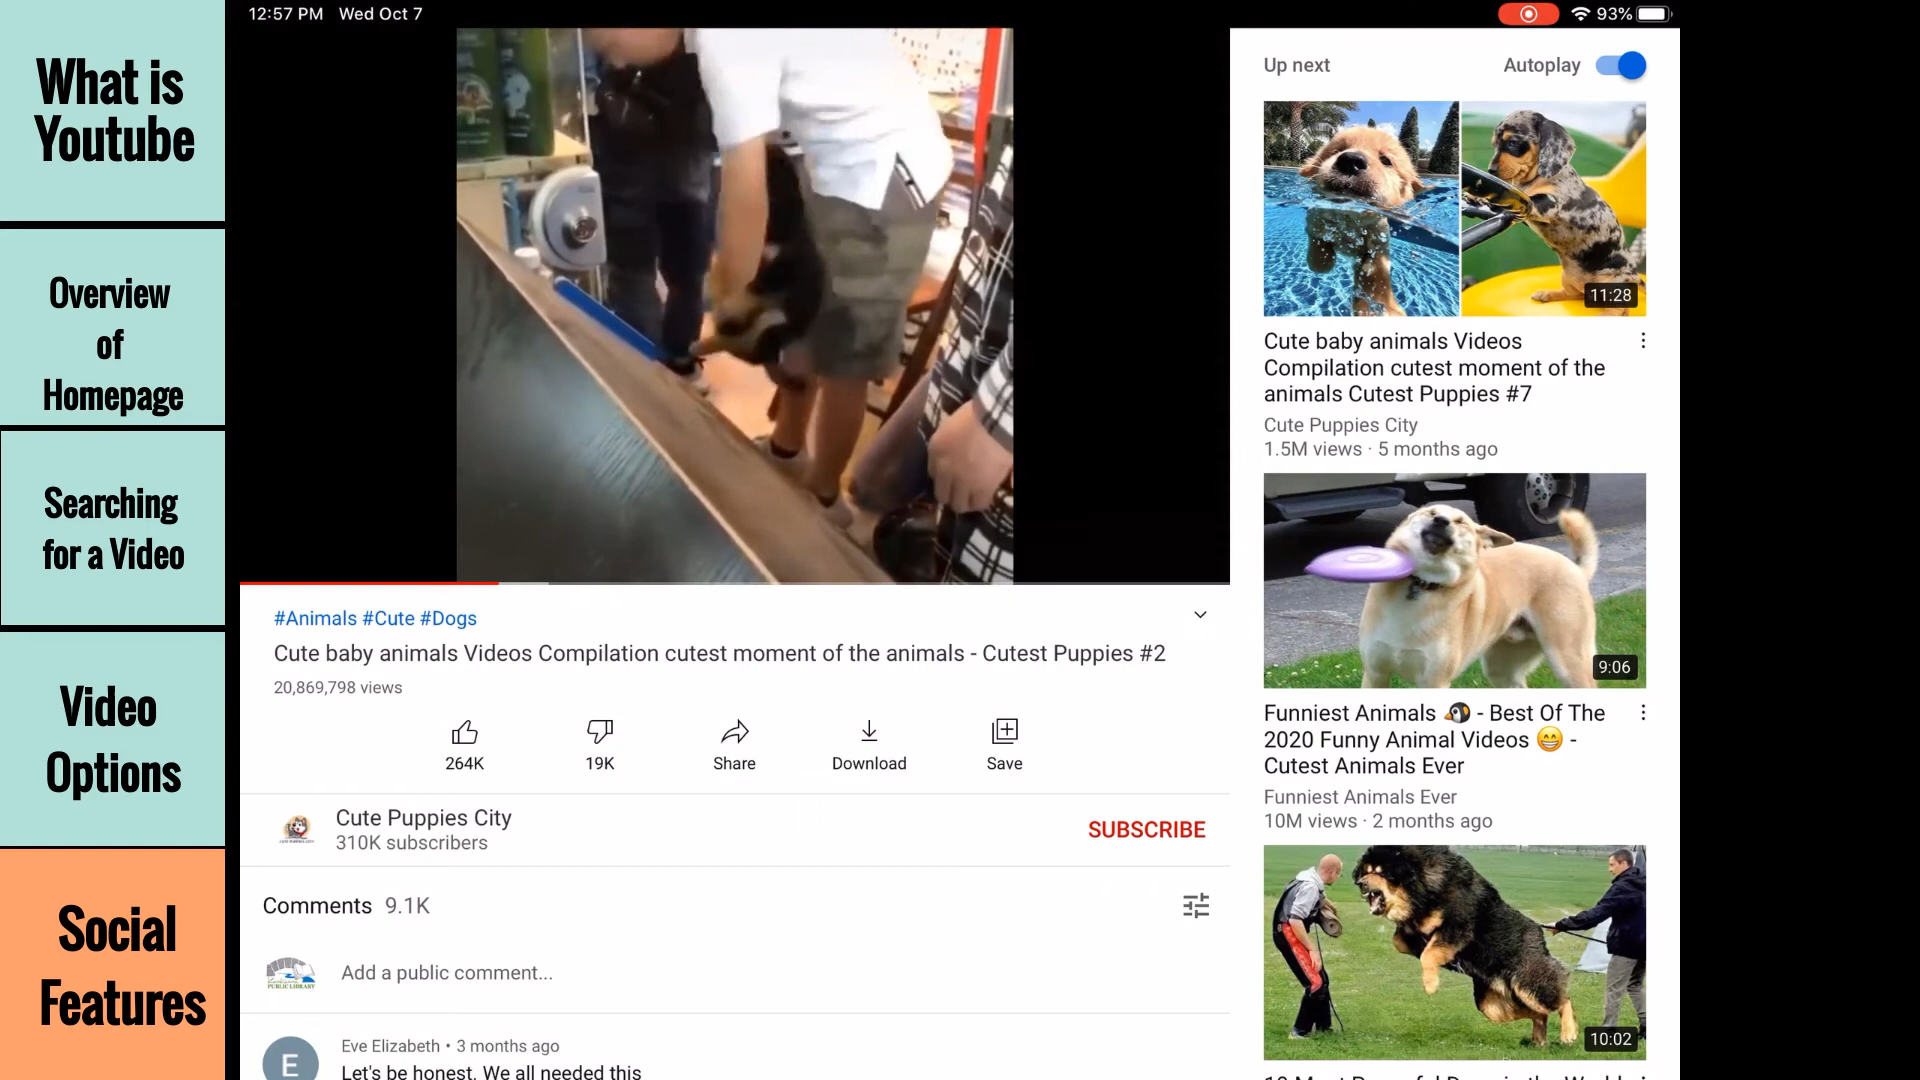 What is
Youtube
Overview
of
Homepage
Searching
for a Video
Video
Options
Social
Features
12:57 PM Wed Oct 7
93%
#Animals #Cute #Dogs
Cute baby animals Videos Compilation cutest moment of the animals - Cutest Puppies #2
20,869,798 views
264K
19K
Share
Download
Save
Cute Puppies City
310K subscribers
SUBSCRIBE
Comments 9.1K
PUBLIC LIBRARY
Add a public comment...
E
Eve Elizabeth • 3 months ago
Let's be honest. We all needed this
Up next
Autoplay
11:28
Cute baby animals Videos
Compilation cutest moment of the
animals Cutest Puppies #7
Cute Puppies City
1.5M views · 5 months ago
9:06
Funniest Animals 🐧 - Best Of The
2020 Funny Animal Videos 😁 -
Cutest Animals Ever
Funniest Animals Ever
10M views · 2 months ago
10:02